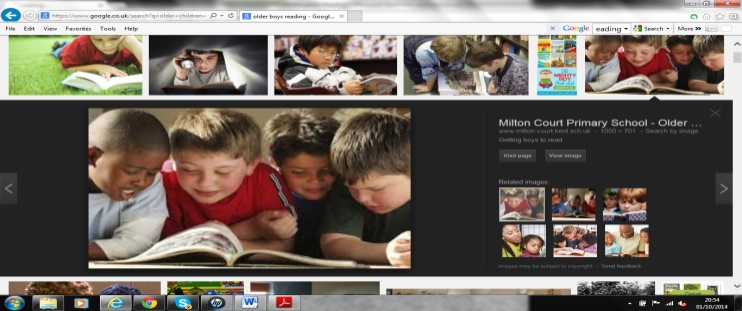 https://www.google.co.uk/search?q=older+children+
older boys reading - Googl...
File Edit View Favorites Tools Help
Google
eading
Search
More »
MIGHTY
BOY
Milton Court Primary School - Older ...
www.milton-court.kent.sch.uk - 1050 × 701 - Search by image
Getting boys to read
Visit page
View image
Related images:
Images may be subject to copyright. - Send feedback
20:54
01/10/2014